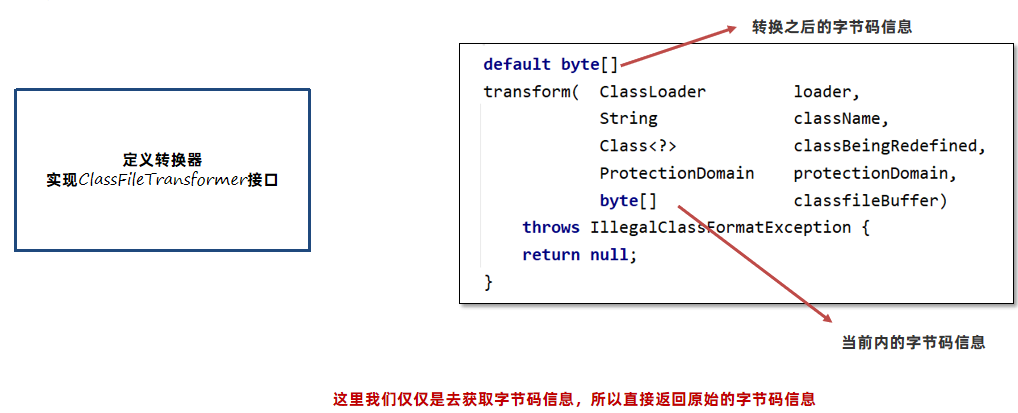 转换之后的字节码信息
default byte[]
transform(  ClassLoader         loader,
            String              className,
            Class<?>            classBeingRedefined,
            ProtectionDomain    protectionDomain,
            byte[]              classfileBuffer)
    throws IllegalClassFormatException {
    return null;
}
定义转换器
实现ClassFileTransformer接口
当前内的字节码信息
这里我们仅仅是去获取字节码信息，所以直接返回原始的字节码信息